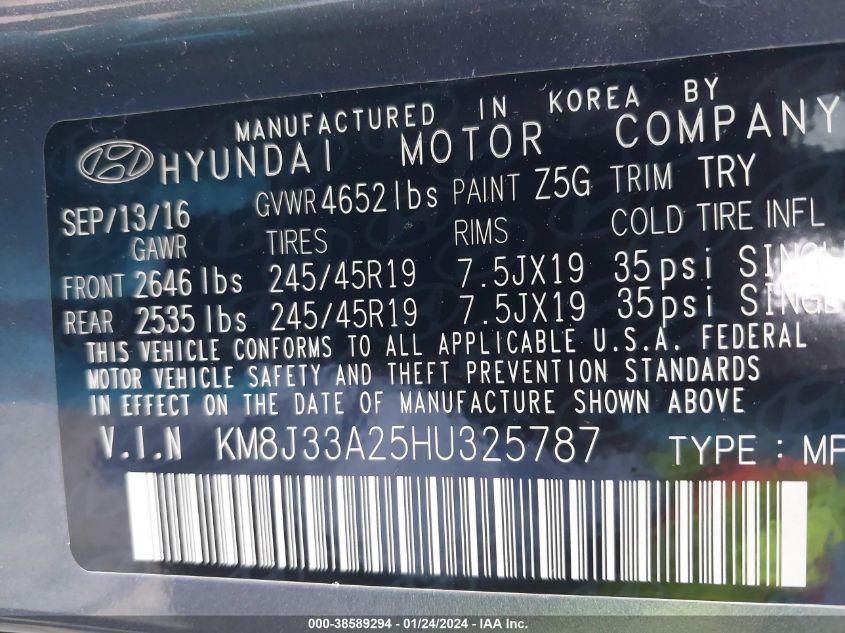 MANUFACTURED IN KOREA BY
HYUNDAI MOTOR COMPANY
SEP/13/16 GVWR 4652 lbs PAINT Z5G TRIM TRY
GAWR TIRES RIMS COLD TIRE INFL
FRONT 2646 lbs 245/45R19 7.5JX19 35psi
REAR 2535 lbs 245/45R19 7.5JX19 35psi
THIS VEHICLE CONFORMS TO ALL APPLICABLE U.S.A. FEDERAL
MOTOR VEHICLE SAFETY AND THEFT PREVENTION STANDARDS
IN EFFECT ON THE DATE OF MANUFACTURE SHOWN ABOVE
V.I.N KM8J33A25HU325787 TYPE : MP
000-38589294 - 01/24/2024 - IAA Inc.